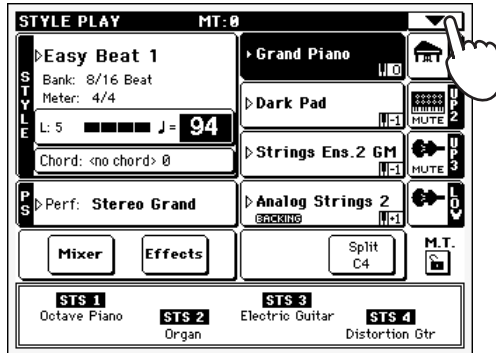 STYLE PLAY MT: 0
STYLE
Easy Beat 1
Bank: 8/16 Beat
Meter: 4/4
L: 5 ♩= 94
Chord: <no chord> 0
PS
Perf: Stereo Grand
Mixer
Effects
Grand Piano
0
Dark Pad
-1
MUTE
UP2
Strings Ens.2 GM
-1
MUTE
UP3
Analog Strings 2
BACKING
+1
LOW
Split
C4
M.T.
STS 1
Octave Piano
STS 2
Organ
STS 3
Electric Guitar
STS 4
Distortion Gtr